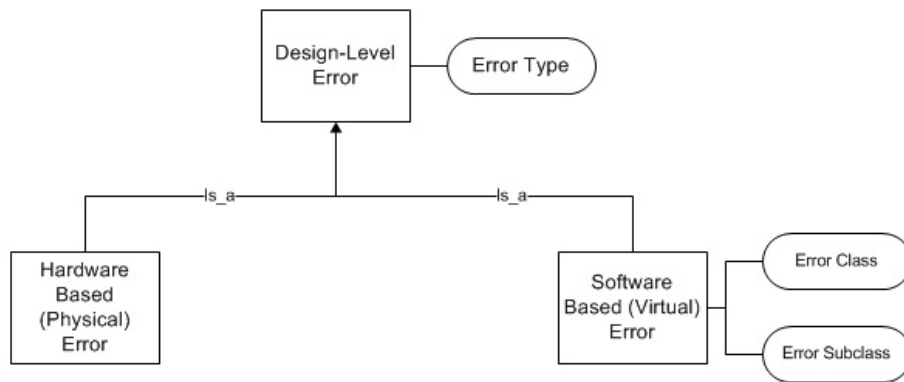 Design-Level
Error
Error Type
Is_a
Is_a
Hardware
Based
(Physical)
Error
Software
Based (Virtual)
Error
Error Class
Error Subclass